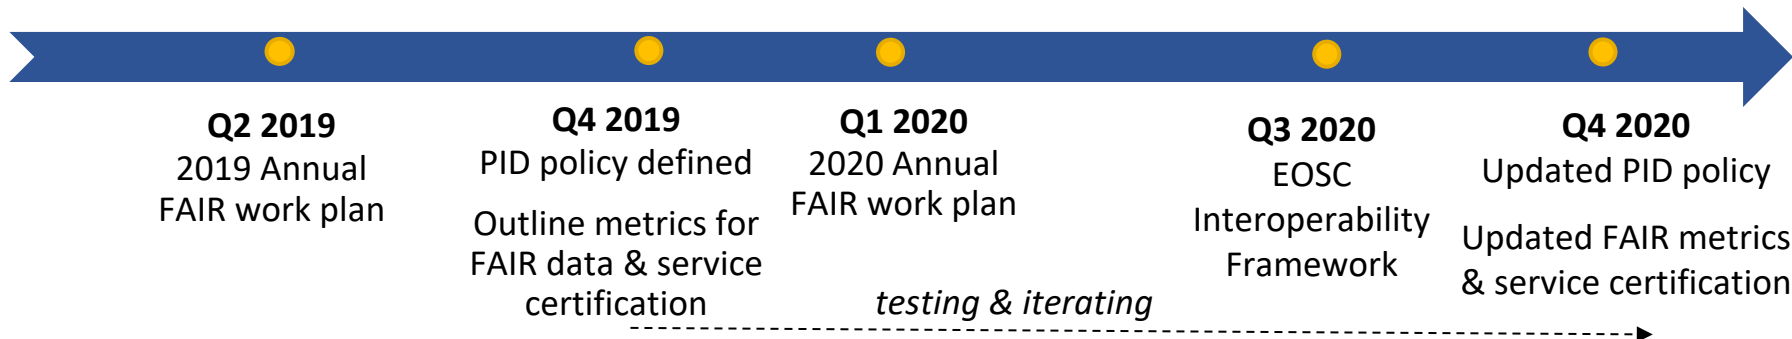 Q2 2019
2019 Annual
FAIR work plan
Q4 2019
PID policy defined
Outline metrics for
FAIR data & service
certification
Q1 2020
2020 Annual
FAIR work plan
testing & iterating
Q3 2020
EOSC
Interoperability
Framework
Q4 2020
Updated PID policy
Updated FAIR metrics
& service certification